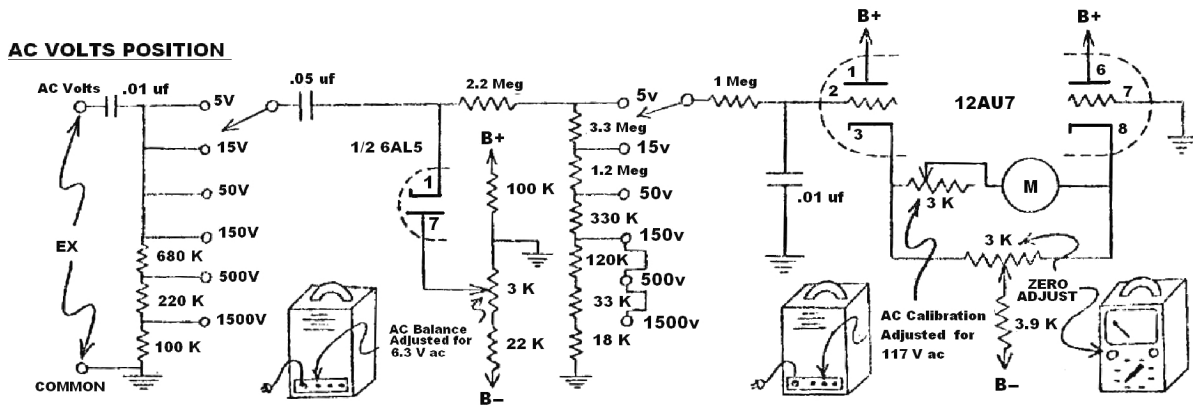 AC VOLTS POSITION
AC Volts
.01 uf
5V
15V
50V
150V
680 K
500V
220 K
1500V
100 K
EX
COMMON
.05 uf
2.2 Meg
1/2 6AL5
1
7
B+
100 K
3 K
22 K
B–
AC Balance
Adjusted for
6.3 V ac
5v
3.3 Meg
15v
1.2 Meg
50v
330 K
150v
120K
500v
33 K
1500v
18 K
1 Meg
.01 uf
B+
1
2
3
12AU7
B+
6
7
8
M
3 K
3 K
ZERO
ADJUST
3.9 K
B–
AC Calibration
Adjusted for
117 V ac